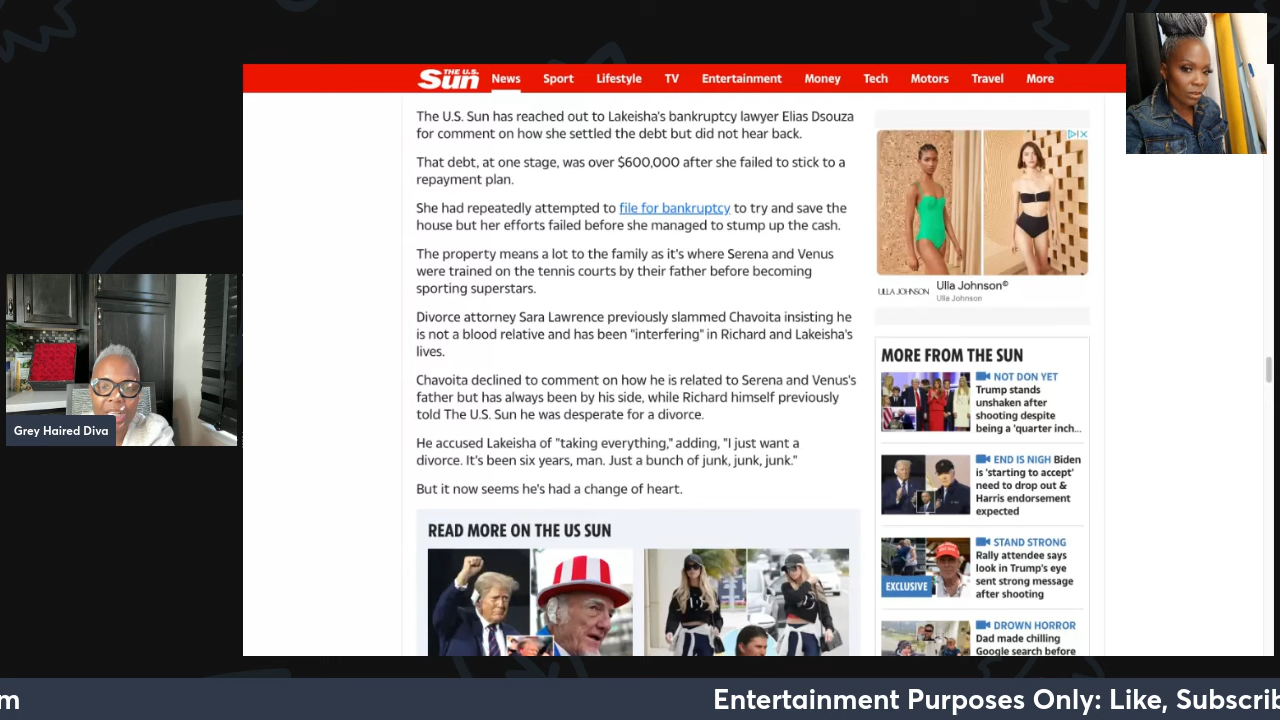 THE U.S. Sun
News Sport Lifestyle TV Entertainment Money Tech Motors Travel More
The U.S. Sun has reached out to Lakeisha's bankruptcy lawyer Elias Dsouza
for comment on how she settled the debt but did not hear back.
That debt, at one stage, was over $600,000 after she failed to stick to a
repayment plan.
She had repeatedly attempted to file for bankruptcy to try and save the
house but her efforts failed before she managed to stump up the cash.
The property means a lot to the family as it's where Serena and Venus
were trained on the tennis courts by their father before becoming
sporting superstars.
Divorce attorney Sara Lawrence previously slammed Chavoita insisting he
is not a blood relative and has been "interfering" in Richard and Lakeisha's
lives.
Chavoita declined to comment on how he is related to Serena and Venus's
father but has always been by his side, while Richard himself previously
told The U.S. Sun he was desperate for a divorce.
He accused Lakeisha of "taking everything," adding, "I just want a
divorce. It's been six years, man. Just a bunch of junk, junk, junk."
But it now seems he's had a change of heart.
READ MORE ON THE US SUN
ULLA JOHNSON
Ulla Johnson©
Ulla Johnson
MORE FROM THE SUN
NOT DON YET
Trump stands
unshaken after
shooting despite
being a 'quarter inch...
END IS NIGH Biden
is 'starting to accept'
need to drop out &
Harris endorsement
expected
STAND STRONG
Rally attendee says
look in Trump's eye
sent strong message
after shooting
EXCLUSIVE
DROWN HORROR
Dad made chilling
Google search before
Grey Haired Diva
m
Entertainment Purposes Only: Like, Subscrib